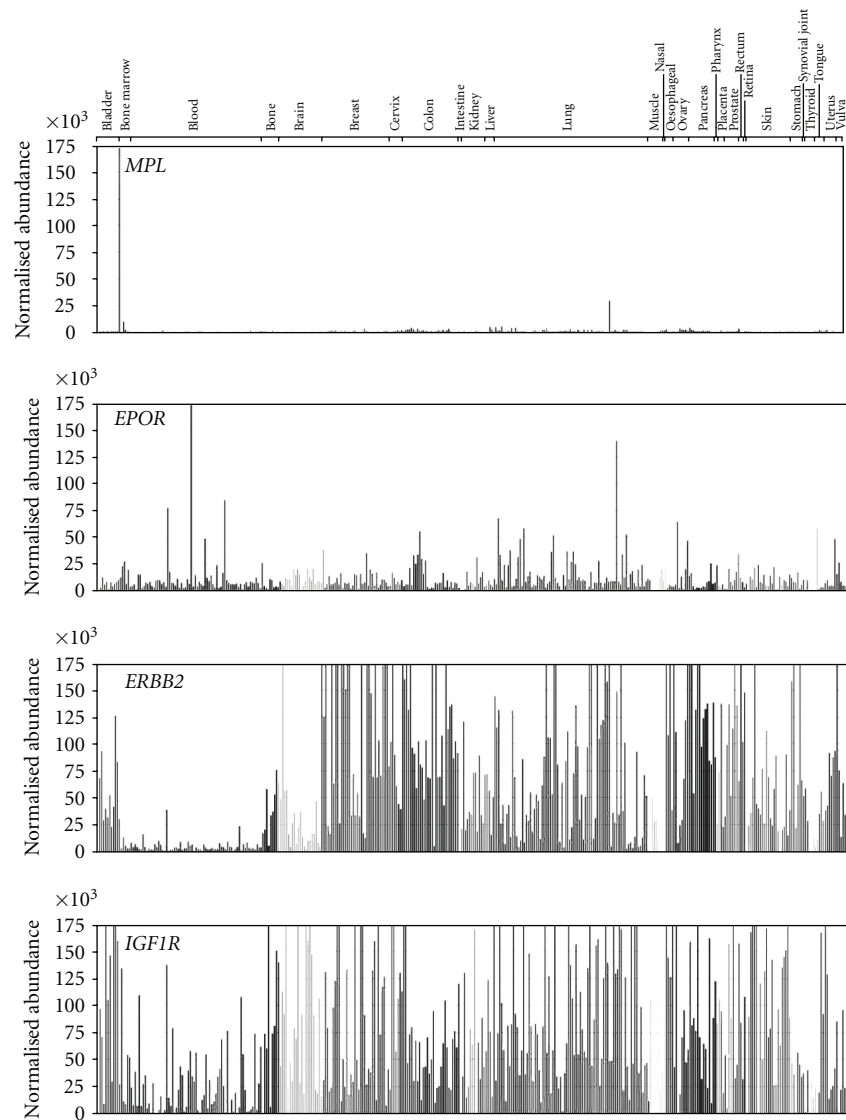 Bladder
Bone marrow
Blood
Bone
Brain
Breast
Cervix
Colon
Intestine
Kidney
Liver
Lung
Muscle
Nasal
Oesophageal
Ovary
Pancreas
Pharynx
Placenta
Prostate
Rectum
Retina
Skin
Stomach
Synovial joint
Thyroid
Tongue
Uterus
Vulva
×10³
Normalised abundance
175
150
125
100
75
50
25
0
MPL
×10³
Normalised abundance
175
150
125
100
75
50
25
0
EPOR
×10³
Normalised abundance
175
150
125
100
75
50
25
0
ERBB2
×10³
Normalised abundance
175
150
125
100
75
50
25
0
IGF1R